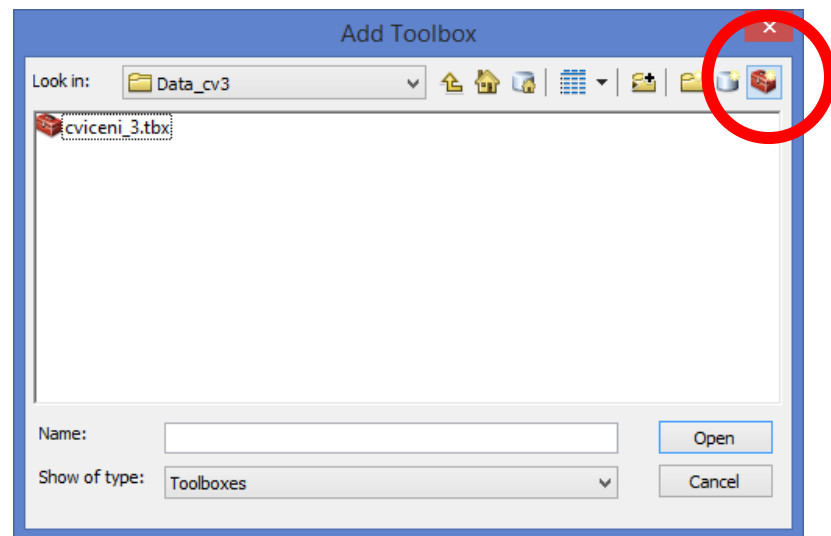 Add Toolbox
Look in: Data_cv3
cviceni_3.tbx
Name: Open
Show of type: Toolboxes Cancel